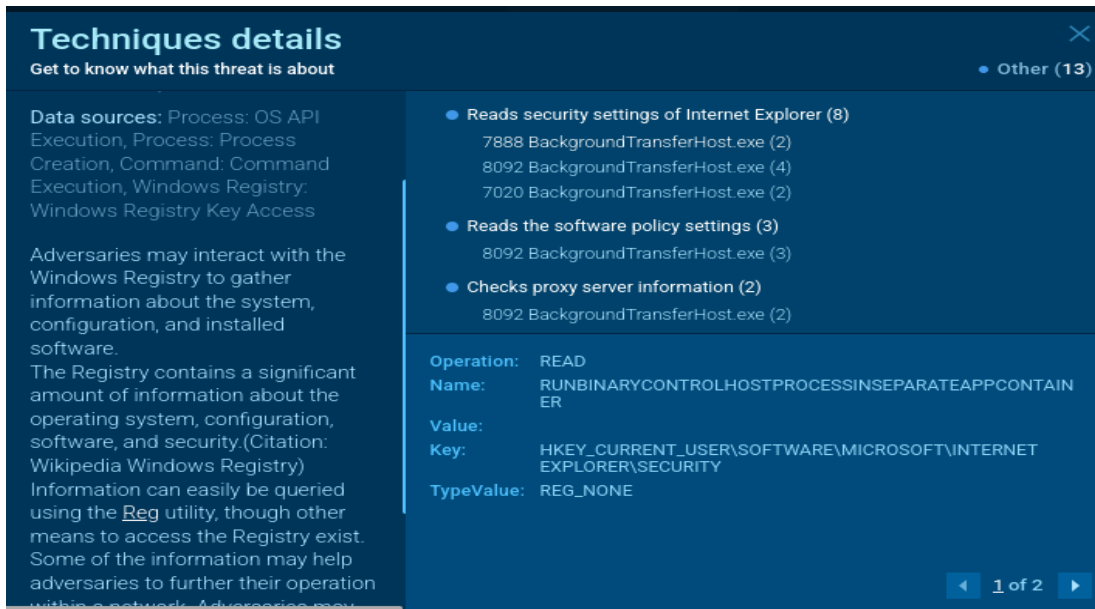 Techniques details
Get to know what this threat is about
Other (13)
Data sources: Process: OS API
Execution, Process: Process
Creation, Command: Command
Execution, Windows Registry:
Windows Registry Key Access
Adversaries may interact with the
Windows Registry to gather
information about the system,
configuration, and installed
software.
The Registry contains a significant
amount of information about the
operating system, configuration,
software, and security.(Citation:
Wikipedia Windows Registry)
Information can easily be queried
using the Reg utility, though other
means to access the Registry exist.
Some of the information may help
adversaries to further their operation
within a network. Adversaries may
Reads security settings of Internet Explorer (8)
7888 BackgroundTransferHost.exe (2)
8092 BackgroundTransferHost.exe (4)
7020 BackgroundTransferHost.exe (2)
Reads the software policy settings (3)
8092 BackgroundTransferHost.exe (3)
Checks proxy server information (2)
8092 BackgroundTransferHost.exe (2)
Operation: READ
Name: RUNBINARYCONTROLHOSTPROCESSINSEPARATEAPPCONTAIN
ER
Value:
Key: HKEY_CURRENT_USER\SOFTWARE\MICROSOFT\INTERNET
EXPLORER\SECURITY
TypeValue: REG_NONE
1 of 2